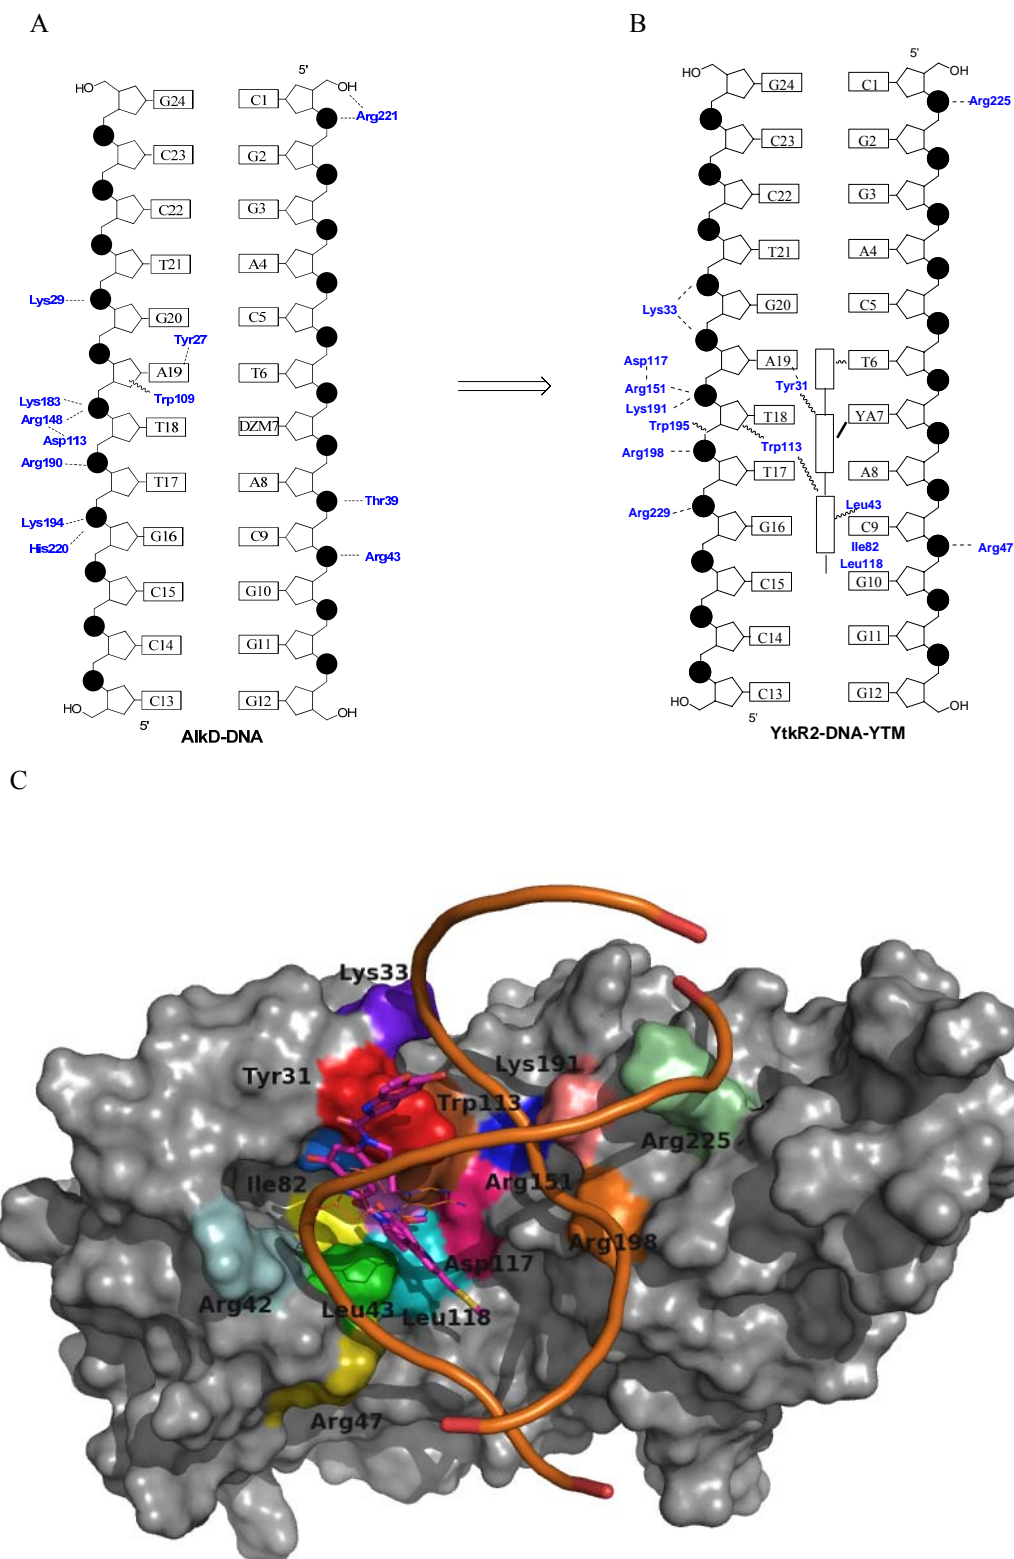 A
5'
HO
OH
G24
C1
Arg221
C23
G2
C22
G3
T21
A4
Lys29
G20
C5
Tyr27
A19
T6
Trp109
Lys183
Arg148
T18
DZM7
Asp113
Arg190
T17
A8
Thr39
Lys194
G16
C9
His220
Arg43
C15
G10
C14
G11
C13
G12
HO
OH
5'
AlkD-DNA
B
5'
HO
OH
G24
C1
Arg225
C23
G2
C22
G3
T21
A4
Lys33
G20
C5
Asp117
A19
T6
Tyr31
Arg151
Lys191
T18
YA7
Trp195
Trp113
Arg198
T17
A8
Leu43
Arg229
G16
C9
Ile82
Arg47
Leu118
C15
G10
C14
G11
C13
G12
HO
OH
5'
YtkR2-DNA-YTM
C
Lys33
Tyr31
Lys191
Trp113
Arg225
Ile82
Arg151
Arg198
Asp117
Arg42
Leu43
Leu118
Arg47